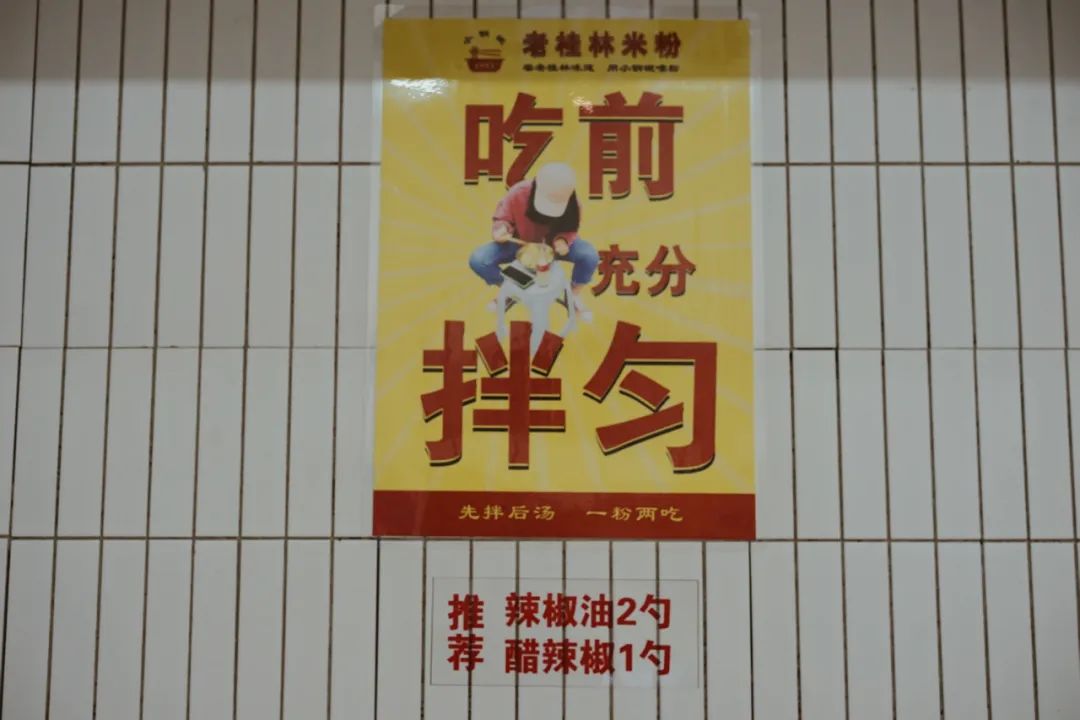 老桂林米粉
吃前
充分
拌匀
先拌后汤 一粉两吃
推荐
辣椒油2勺
醋辣椒1勺